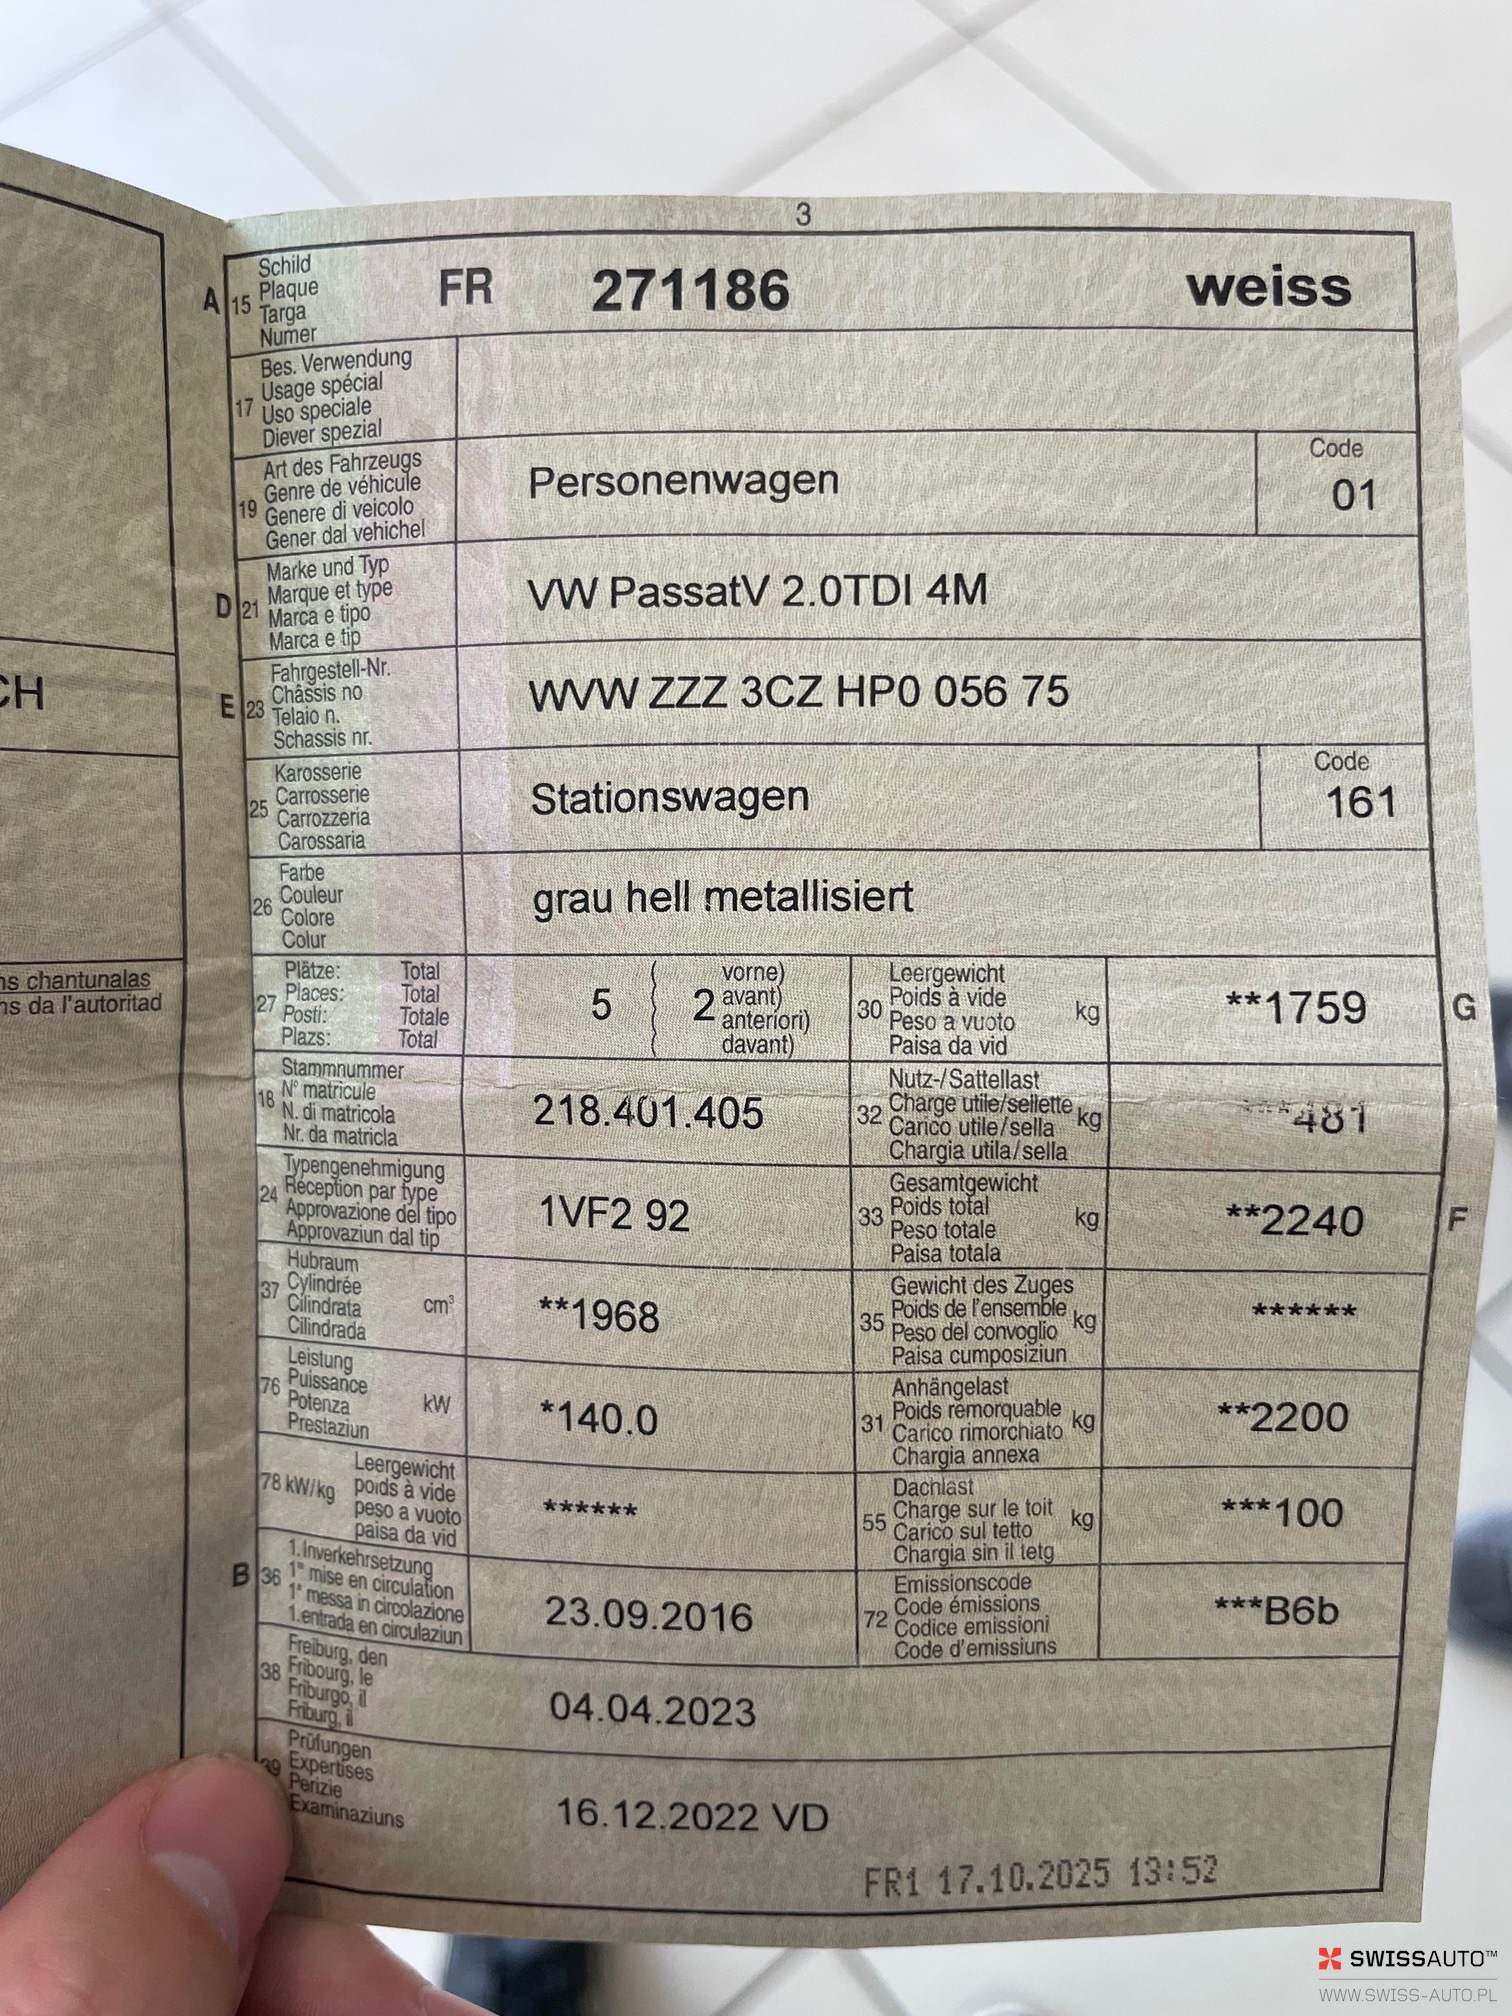 3
A 15 Schild
Plaque
Targa
Numer
FR 271186 weiss
17 Bes. Verwendung
Usage spécial
Uso speciale
Diever spezial
19 Art des Fahrzeugs
Genre de véhicule
Genere di veicolo
Gener dal vehichel
Personenwagen
Code
01
D 21 Marke und Typ
Marque et type
Marca e tipo
Marca e tip
VW PassatV 2.0TDI 4M
E 23 Fahrgestell-Nr.
Châssis no
Telaio n.
Schassis nr.
WVW ZZZ 3CZ HP0 056 75
CH
25 Karosserie
Carrosserie
Carrozzeria
Carossaria
Stationswagen
Code
161
26 Farbe
Couleur
Colore
Colur
grau hell metallisiert
ns chantunalas
ns da l'autoritad
27 Plätze: Total
Places: Total
Posti: Totale
Plazs: Total
5 ( 2 vorne)
avant)
anteriori)
davant)
30 Leergewicht
Poids à vide
Peso a vuoto
Paisa da vid
kg **1759 G
18 Stammnummer
N° matricule
N. di matricola
Nr. da matricla
218.401.405
32 Nutz-/Sattellast
Charge utile/sellette
Carico utile/sella
Chargia utila/sella
kg ***481
24 Typengenehmigung
Réception par type
Approvazione del tipo
Approvaziun dal tip
1VF2 92
33 Gesamtgewicht
Poids total
Peso totale
Paisa totala
kg **2240 F
37 Hubraum
Cylindrée
Cilindrata
Cilindrada
cm³ **1968
35 Gewicht des Zuges
Poids de l'ensemble
Peso del convoglio
Paisa cumposiziun
kg ******
76 Leistung
Puissance
Potenza
Prestaziun
kW *140.0
31 Anhängelast
Poids remorquable
Carico rimorchiato
Chargia annexa
kg **2200
78 kW/kg Leergewicht
poids à vide
peso a vuoto
paisa da vid
******
55 Dachlast
Charge sur le toit
Carico sul tetto
Chargia sin il tetg
kg ***100
B 36 1.Inverkehrsetzung
1re mise en circulation
1a messa in circolazione
1.entrada en circulaziun
23.09.2016
72 Emissionscode
Code émissions
Codice emissioni
Code d'emissiuns
***B6b
38 Freiburg, den
Fribourg, le
Friburgo, il
Friburg, il
04.04.2023
39 Prüfungen
Expertises
Perizie
Examinaziuns
16.12.2022 VD
FR1 17.10.2025 13:52
SWISSAUTO™
WWW.SWISS-AUTO.PL